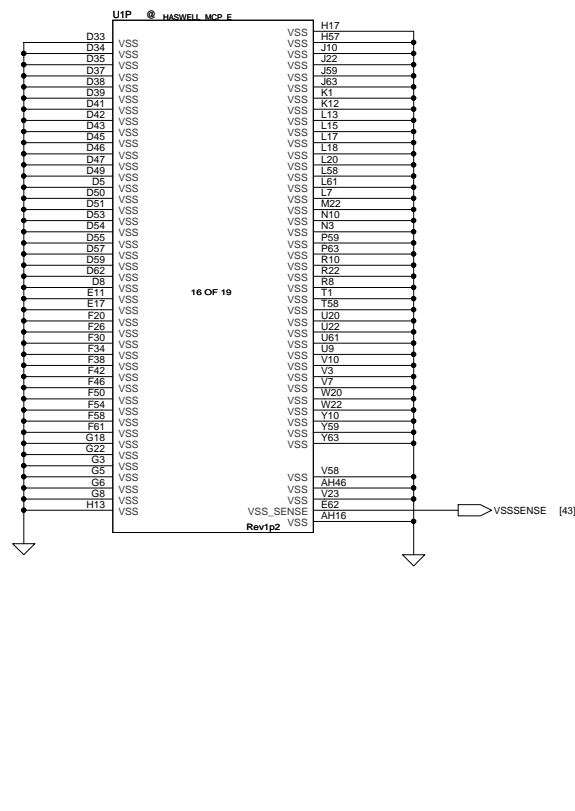 U1P @ HASWELL_MCP_E
D33 VSS
D34 VSS
D35 VSS
D37 VSS
D38 VSS
D39 VSS
D41 VSS
D42 VSS
D43 VSS
D45 VSS
D46 VSS
D47 VSS
D49 VSS
D5 VSS
D50 VSS
D51 VSS
D53 VSS
D54 VSS
D55 VSS
D57 VSS
D59 VSS
D62 VSS
D8 VSS
E11 VSS
E17 VSS
F20 VSS
F26 VSS
F30 VSS
F34 VSS
F38 VSS
F42 VSS
F46 VSS
F50 VSS
F54 VSS
F58 VSS
F61 VSS
G18 VSS
G22 VSS
G3 VSS
G5 VSS
G6 VSS
G8 VSS
H13 VSS
16 OF 19
VSS H17
VSS H57
VSS J10
VSS J22
VSS J59
VSS J63
VSS K1
VSS K12
VSS L13
VSS L15
VSS L17
VSS L18
VSS L20
VSS L58
VSS L61
VSS L7
VSS M22
VSS N10
VSS N3
VSS P59
VSS P63
VSS R10
VSS R22
VSS R8
VSS T1
VSS T58
VSS U20
VSS U22
VSS U61
VSS U9
VSS V10
VSS V3
VSS V7
VSS W20
VSS W22
VSS Y10
VSS Y59
VSS Y63
VSS V58
VSS AH46
VSS V23
VSS_SENSE E62 VSSSENSE [43]
VSS AH16
Rev1p2